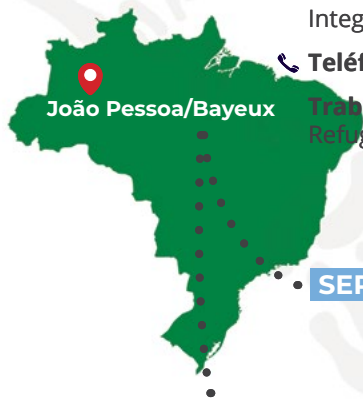 Integ
Teléf
João Pessoa/Bayeux
Trab
Refug
SEP